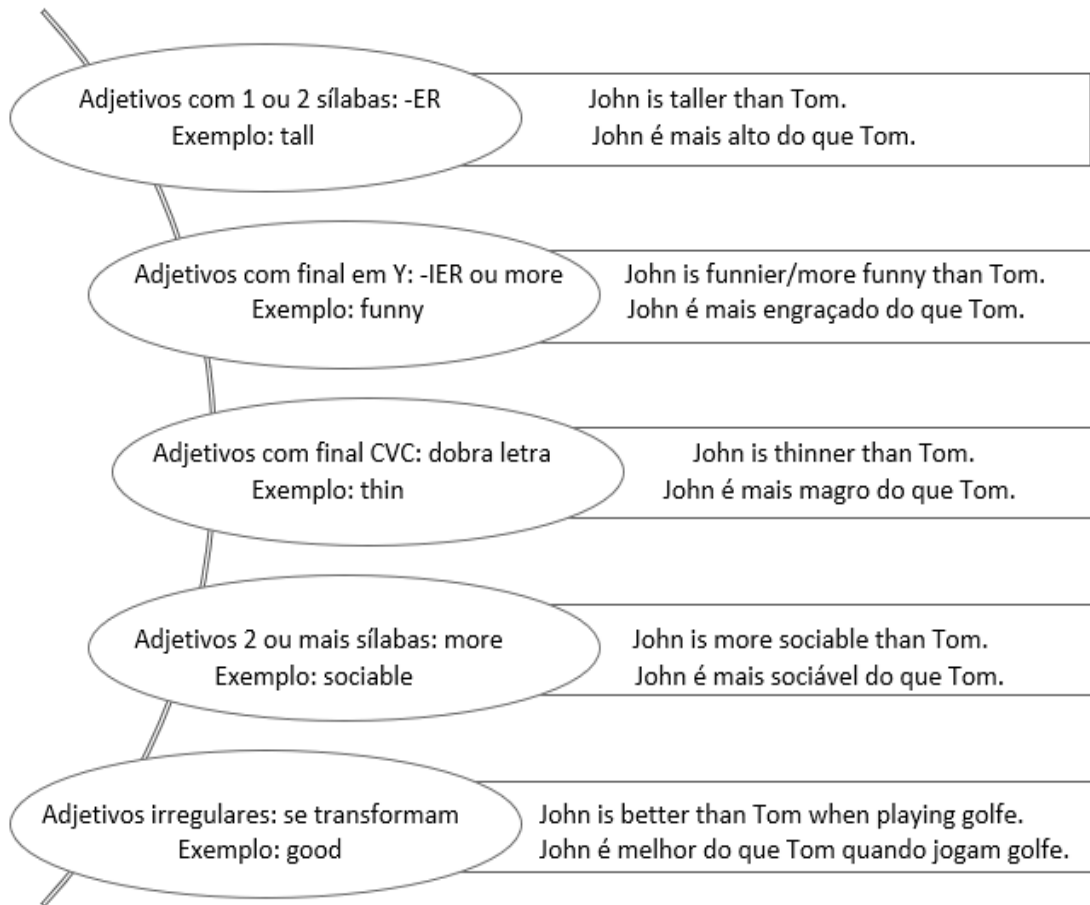 Adjetivos com 1 ou 2 sílabas: -ER
Exemplo: tall
John is taller than Tom.
John é mais alto do que Tom.
Adjetivos com final em Y: -IER ou more
Exemplo: funny
John is funnier/more funny than Tom.
John é mais engraçado do que Tom.
Adjetivos com final CVC: dobra letra
Exemplo: thin
John is thinner than Tom.
John é mais magro do que Tom.
Adjetivos 2 ou mais sílabas: more
Exemplo: sociable
John is more sociable than Tom.
John é mais sociável do que Tom.
Adjetivos irregulares: se transformam
Exemplo: good
John is better than Tom when playing golfe.
John é melhor do que Tom quando jogam golfe.